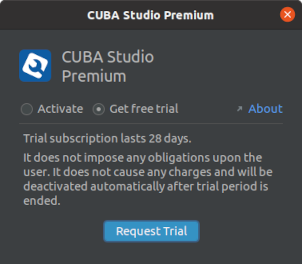 CUBA Studio Premium
CUBA Studio
Premium
Activate
Get free trial
About
Trial subscription lasts 28 days.
It does not impose any obligations upon the
user. It does not cause any charges and will be
deactivated automatically after trial period is
ended.
Request Trial